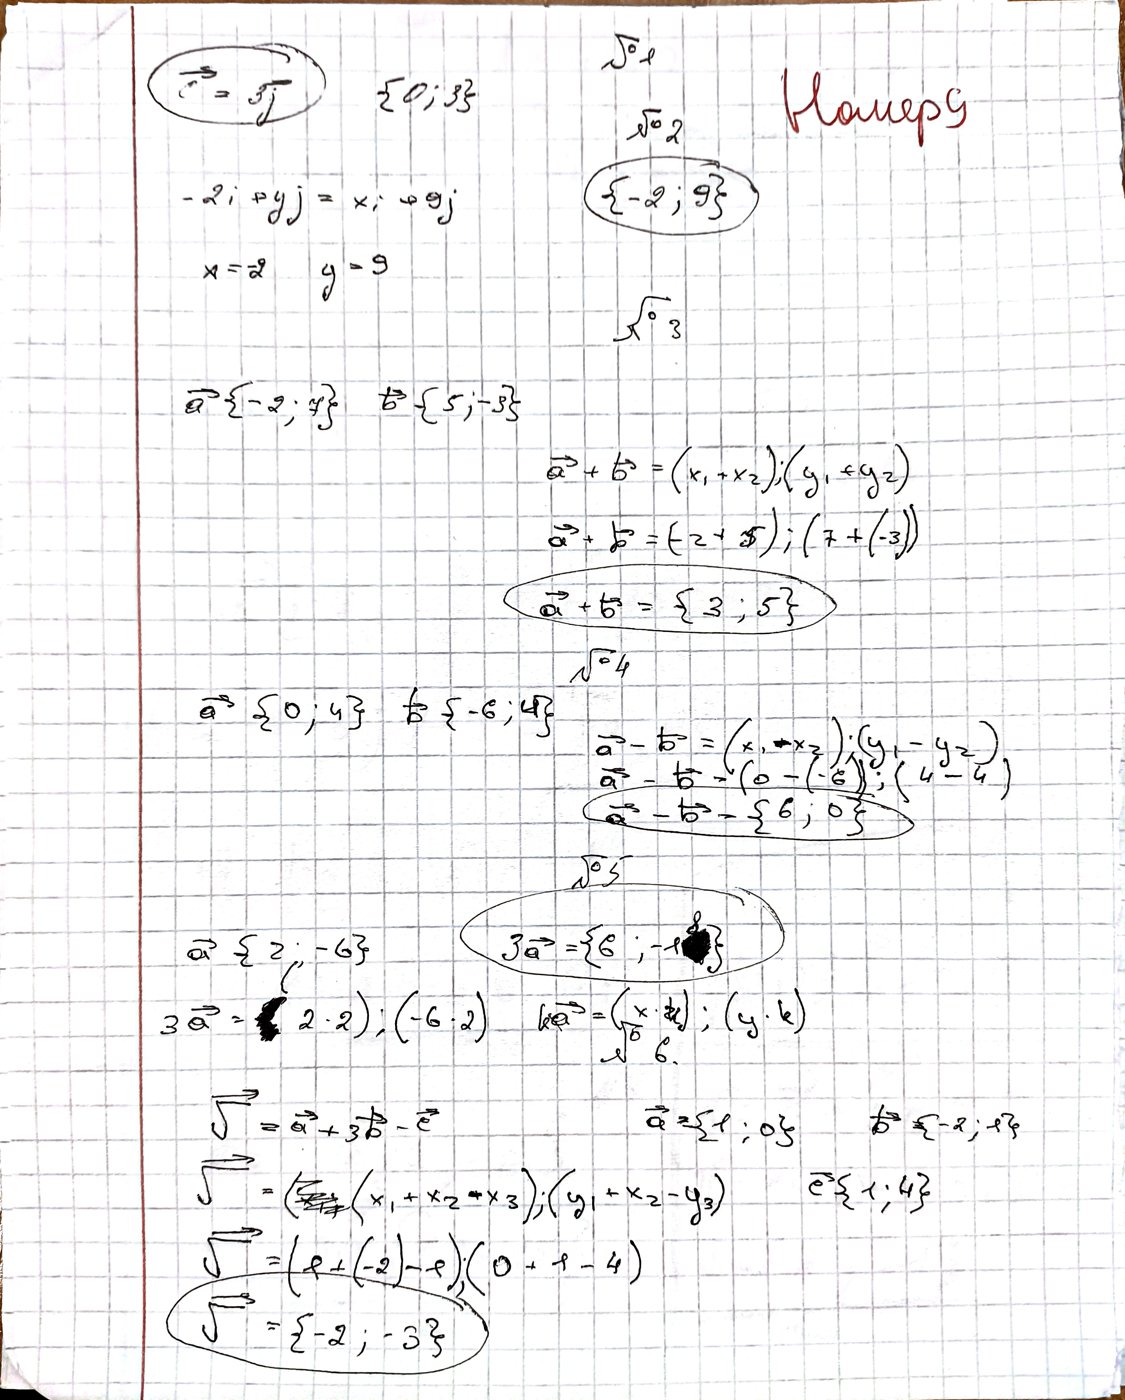 №1
c⃗ = 3j⃗ {0; 3}
Номер 9
№2
{-2; 9}
-2i + yj = xi + 9j
x = -2 y = 9
№3
a⃗ {-2; 7} b⃗ {5; -3}
a⃗ + b⃗ = (x₁ + x₂); (y₁ + y₂)
a⃗ + b⃗ = (-2 + 5); (7 + (-3))
a⃗ + b⃗ = {3; 5}
№4
a⃗ {0; 4} b⃗ {-6; 4}
a⃗ - b⃗ = (x₁ - x₂); (y₁ - y₂)
a⃗ - b⃗ = (0 - (-6)); (4 - 4)
a⃗ - b⃗ = {6; 0}
№5
a⃗ {2; -6} 3a⃗ = {6; -18}
3a⃗ = (2·2); (-6·2) ka⃗ = (x·k); (y·k)
№6.
= a⃗ + 3b⃗ - c⃗ a⃗ = {1; 0} b⃗ = {-2; 1}
= (x₁ + x₂ - x₃); (y₁ + x₂ - y₃) c⃗ {1; 4}
= (1 + (-2) - 1); (0 + 1 - 4)
= {-2; -3}